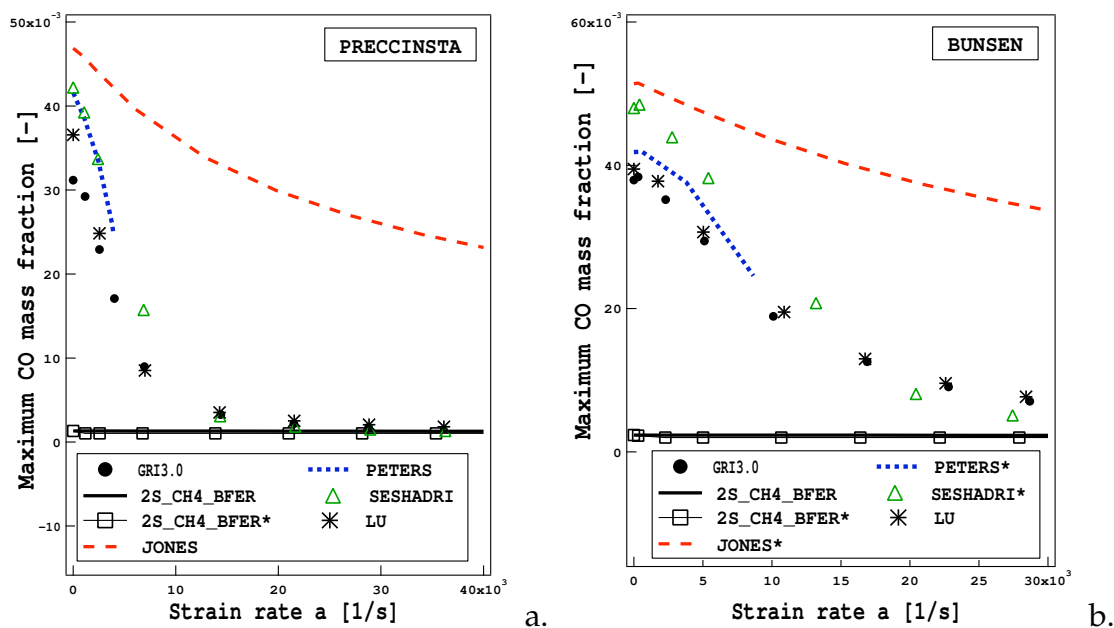 50x10⁻³
PRECCINSTA
40
30
20
10
0
−10
Maximum CO mass fraction [−]
GRI3.0
PETERS
2S_CH4_BFER
SESHADRI
2S_CH4_BFER*
LU
JONES
0
10
20
30
40x10³
Strain rate a [1/s]
a.
60x10⁻³
BUNSEN
40
20
0
Maximum CO mass fraction [−]
GRI3.0
PETERS*
2S_CH4_BFER
SESHADRI*
2S_CH4_BFER*
LU
JONES*
0
5
10
15
20
25
30x10³
Strain rate a [1/s]
b.